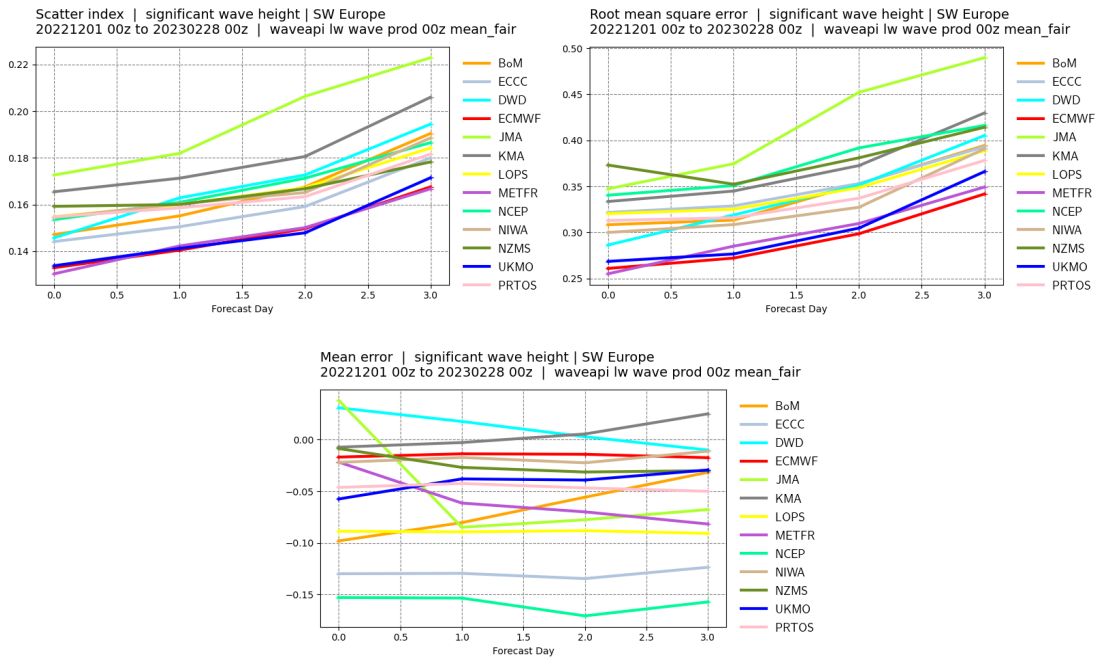 Scatter index | significant wave height | SW Europe
20221201 00z to 20230228 00z | waveapi lw wave prod 00z mean_fair
0.22
0.20
0.18
0.16
0.14
0.0 0.5 1.0 1.5 2.0 2.5 3.0
Forecast Day
BoM
ECCC
DWD
ECMWF
JMA
KMA
LOPS
METFR
NCEP
NIWA
NZMS
UKMO
PRTOS
Root mean square error | significant wave height | SW Europe
20221201 00z to 20230228 00z | waveapi lw wave prod 00z mean_fair
0.50
0.45
0.40
0.35
0.30
0.25
0.0 0.5 1.0 1.5 2.0 2.5 3.0
Forecast Day
BoM
ECCC
DWD
ECMWF
JMA
KMA
LOPS
METFR
NCEP
NIWA
NZMS
UKMO
PRTOS
Mean error | significant wave height | SW Europe
20221201 00z to 20230228 00z | waveapi lw wave prod 00z mean_fair
0.00
−0.05
−0.10
−0.15
0.0 0.5 1.0 1.5 2.0 2.5 3.0
Forecast Day
BoM
ECCC
DWD
ECMWF
JMA
KMA
LOPS
METFR
NCEP
NIWA
NZMS
UKMO
PRTOS